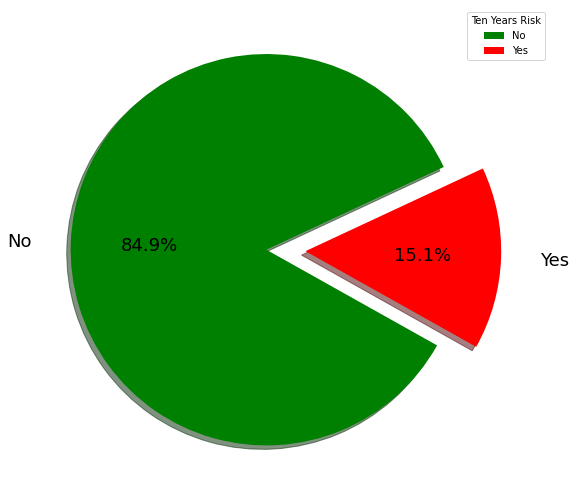 Ten Years Risk
No
Yes
84.9%
15.1%
No
Yes